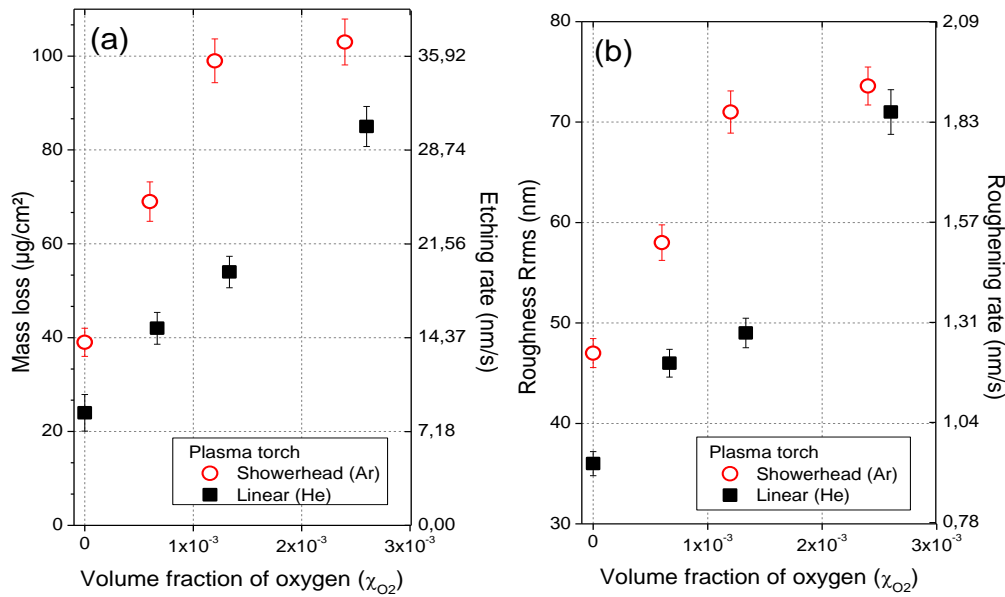 (a)
Mass loss (µg/cm²)
100
80
60
40
20
0
35,92
28,74
21,56
14,37
7,18
0,00
Etching rate (nm/s)
Plasma torch
Showerhead (Ar)
Linear (He)
0
1x10⁻³
2x10⁻³
3x10⁻³
Volume fraction of oxygen (χO2)
(b)
Roughness Rrms (nm)
80
70
60
50
40
30
2,09
1,83
1,57
1,31
1,04
0,78
Roughening rate (nm/s)
Plasma torch
Showerhead (Ar)
Linear (He)
0
1x10⁻³
2x10⁻³
3x10⁻³
Volume fraction of oxygen (χO2)